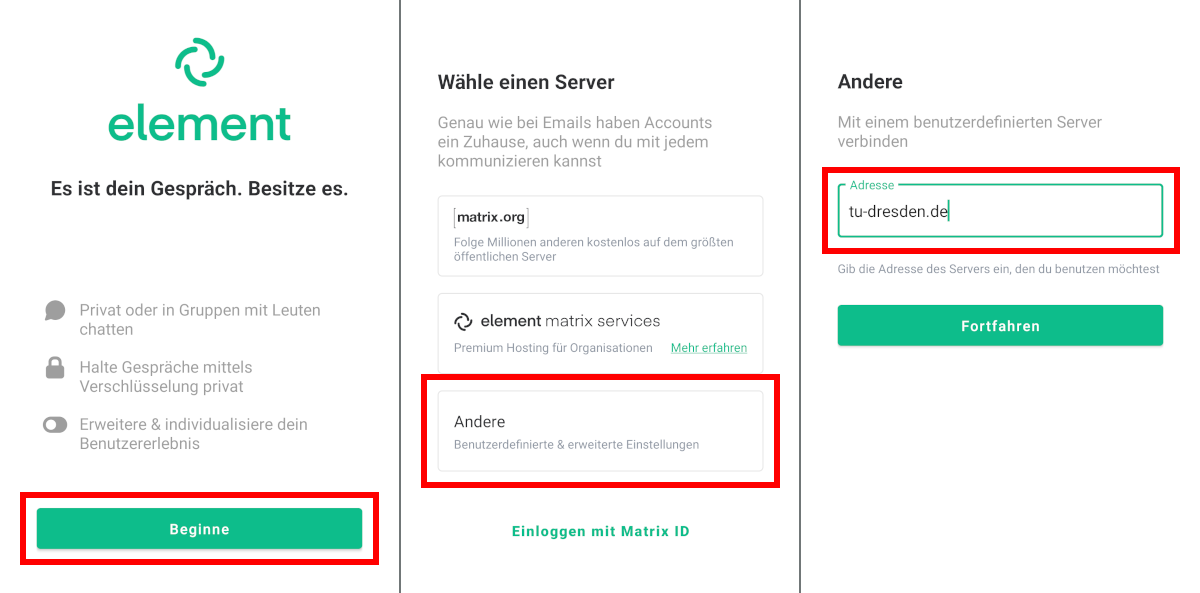 element
Es ist dein Gespräch. Besitze es.
Privat oder in Gruppen mit Leuten
chatten
Halte Gespräche mittels
Verschlüsselung privat
Erweitere & individualisiere dein
Benutzererlebnis
Beginne
Wähle einen Server
Genau wie bei Emails haben Accounts
ein Zuhause, auch wenn du mit jedem
kommunizieren kannst
[matrix.org]
Folge Millionen anderen kostenlos auf dem größten
öffentlichen Server
element matrix services
Premium Hosting für Organisationen Mehr erfahren
Andere
Benutzerdefinierte & erweiterte Einstellungen
Einloggen mit Matrix ID
Andere
Mit einem benutzerdefinierten Server
verbinden
Adresse
tu-dresden.de
Gib die Adresse des Servers ein, den du benutzen möchtest
Fortfahren